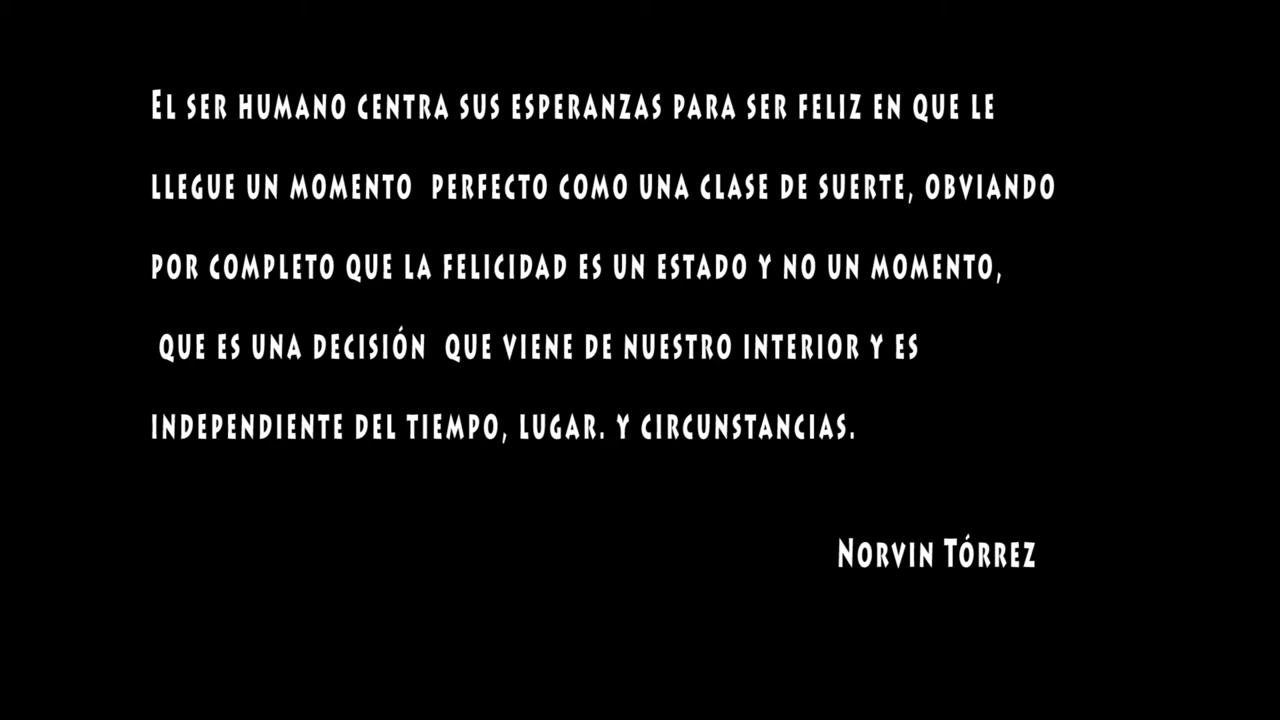 El ser humano centra sus esperanzas para ser feliz en que le
llegue un momento  perfecto como una clase de suerte, obviando
por completo que la felicidad es un estado y no un momento,
que es una decisión  que viene de nuestro interior y es
independiente del tiempo, lugar. y circunstancias.
Norvin Tórrez